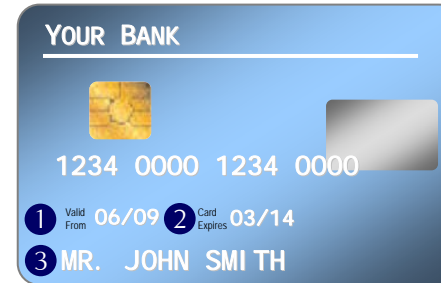 YOUR BANK
1234 0000 1234 0000
1 Valid From 06/09 2 Card Expires 03/14
3 MR. JOHN SMITH